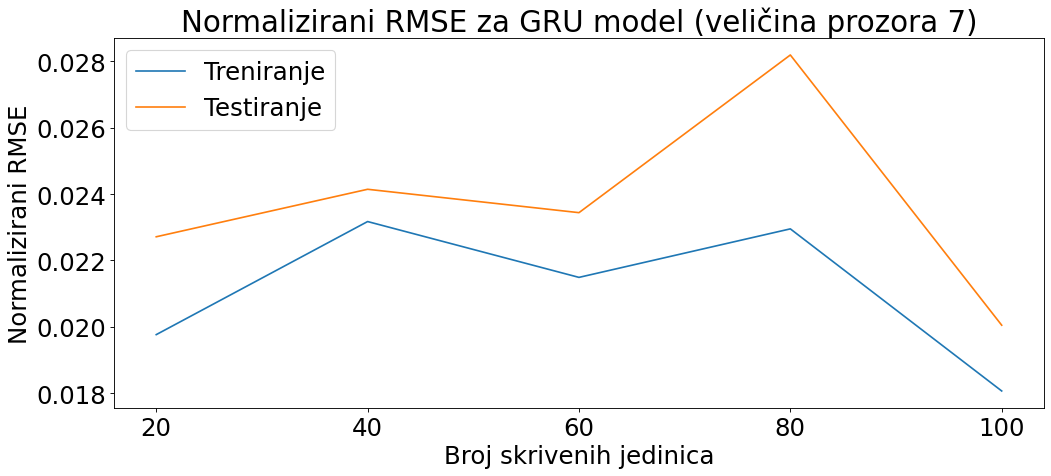 Normalizirani RMSE za GRU model (veličina prozora 7)
Treniranje
Testiranje
Normalizirani RMSE
0.028
0.026
0.024
0.022
0.020
0.018
20 40 60 80 100
Broj skrivenih jedinica